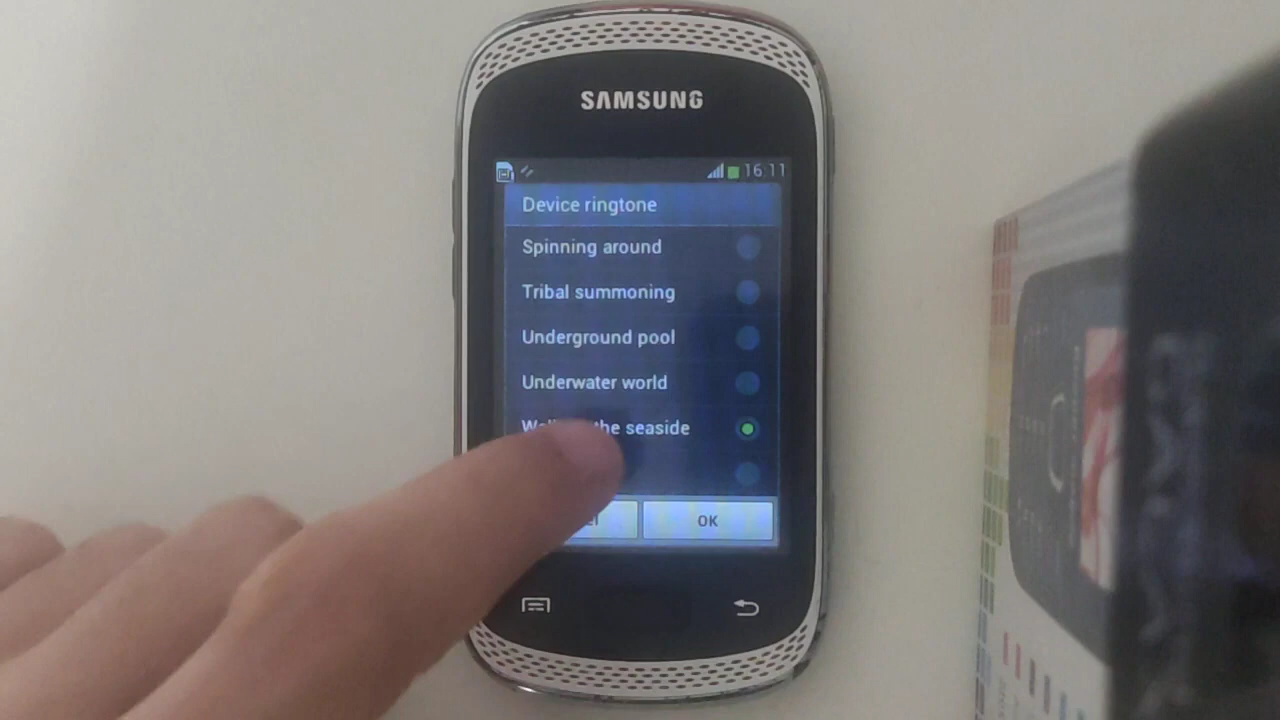 SAMSUNG
16:11
Device ringtone
Spinning around
Tribal summoning
Underground pool
Underwater world
the seaside
OK